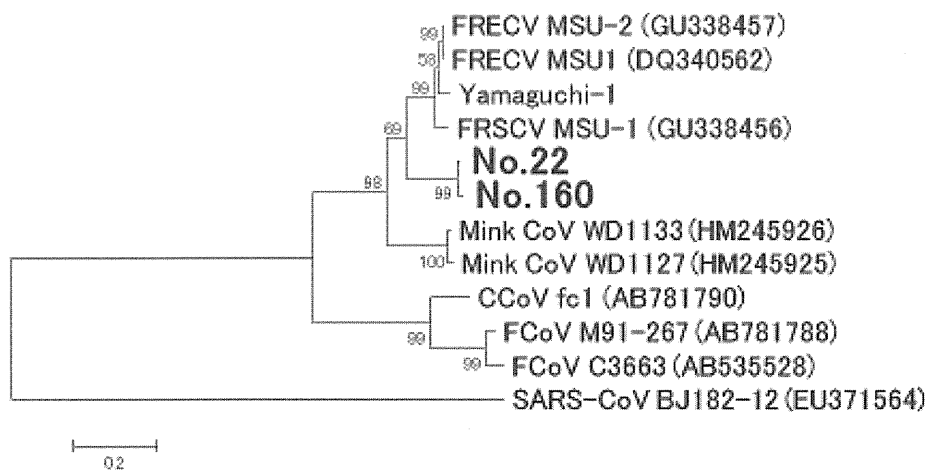 99 FRECV MSU-2 (GU338457)
58 FRECV MSU1 (DQ340562)
99 Yamaguchi-1
FRSCV MSU-1 (GU338456)
69
No.22
98
99 No.160
Mink CoV WD1133 (HM245926)
100 Mink CoV WD1127 (HM245925)
CCoV fc1 (AB781790)
99 FCoV M91-267 (AB781788)
99 FCoV C3663 (AB535528)
SARS-CoV BJ182-12 (EU371564)
0.2